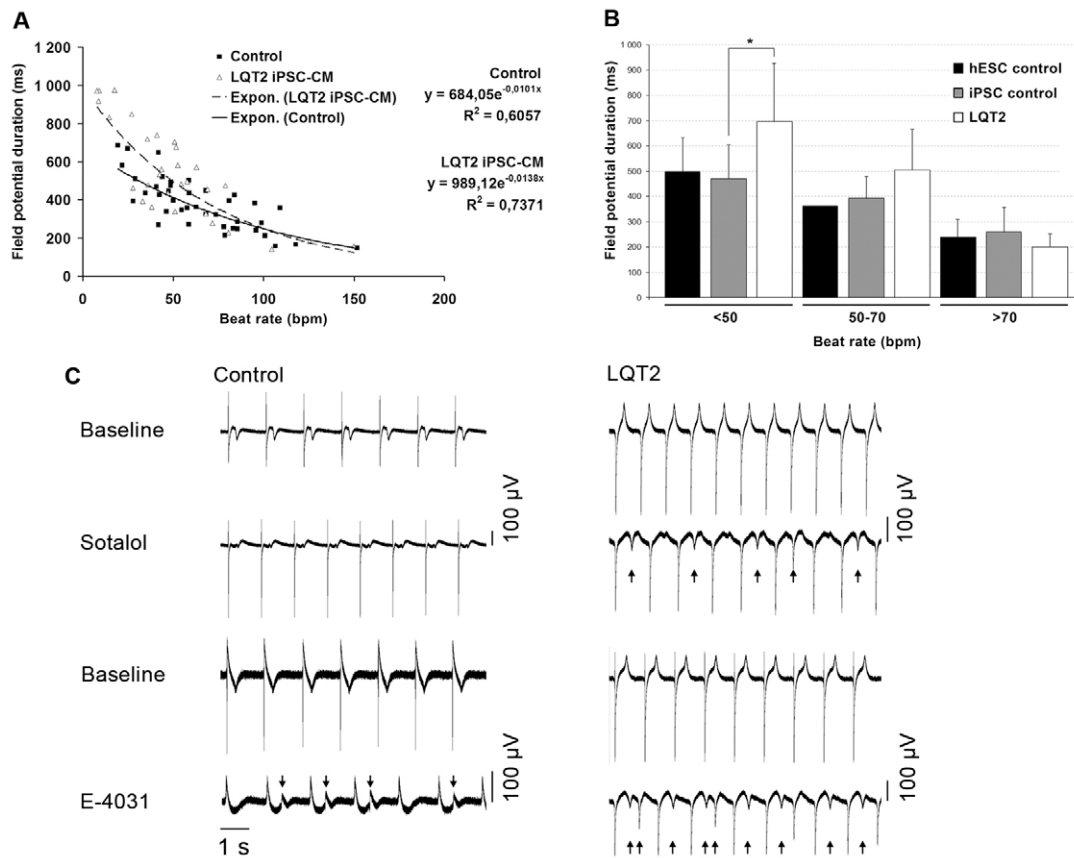 A
Field potential duration (ms)
1 200
1 000
800
600
400
200
0
0
50
100
150
200
Beat rate (bpm)
Control
LQT2 iPSC-CM
Expon. (LQT2 iPSC-CM)
Expon. (Control)
Control
y = 684,05e^-0,0101x
R² = 0,6057
LQT2 iPSC-CM
y = 989,12e^-0,0138x
R² = 0,7371
B
Field potential duration (ms)
1 000
900
800
700
600
500
400
300
200
100
0
*
hESC control
iPSC control
LQT2
<50
50-70
>70
Beat rate (bpm)
C
Control
LQT2
Baseline
Sotalol
100 µV
100 µV
Baseline
E-4031
100 µV
100 µV
1 s